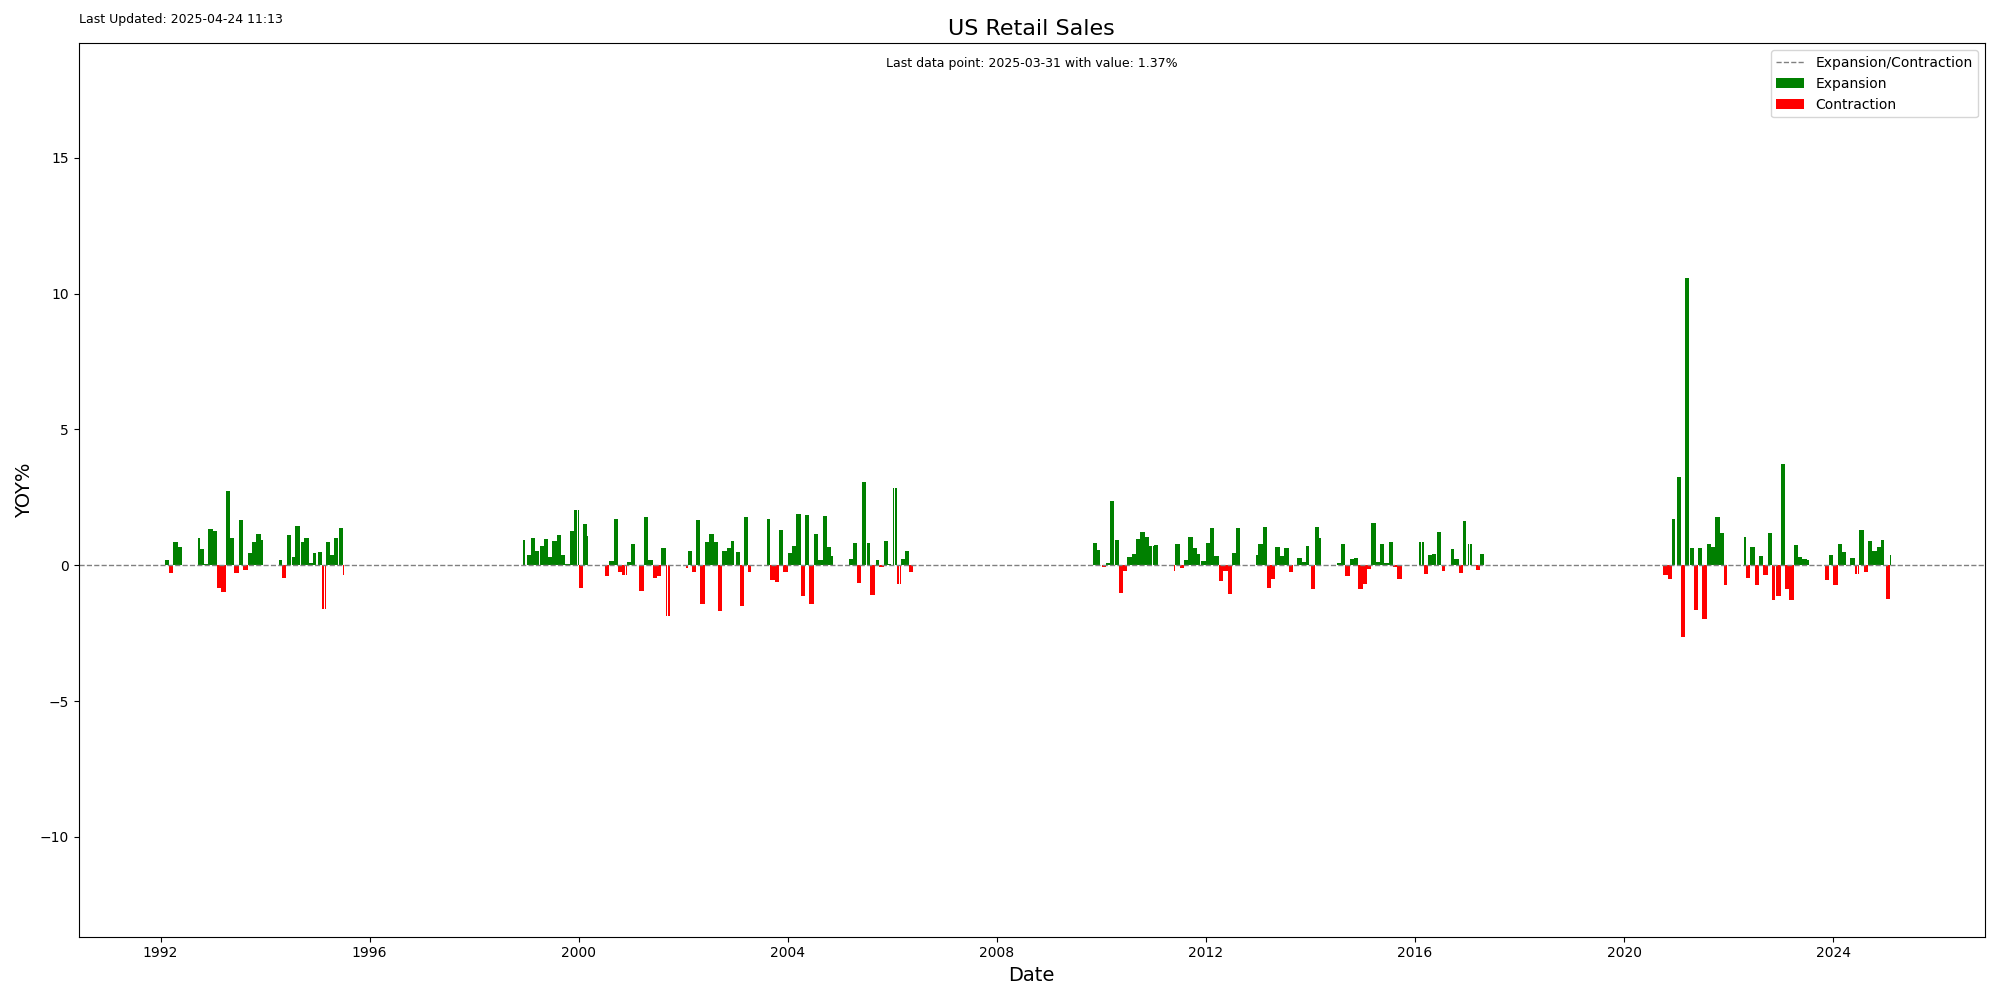 Last Updated: 2025-04-24 11:13
US Retail Sales
Last data point: 2025-03-31 with value: 1.37%
Expansion/Contraction
Expansion
Contraction
YOY%
15
10
5
0
−5
−10
1992
1996
2000
2004
2008
2012
2016
2020
2024
Date